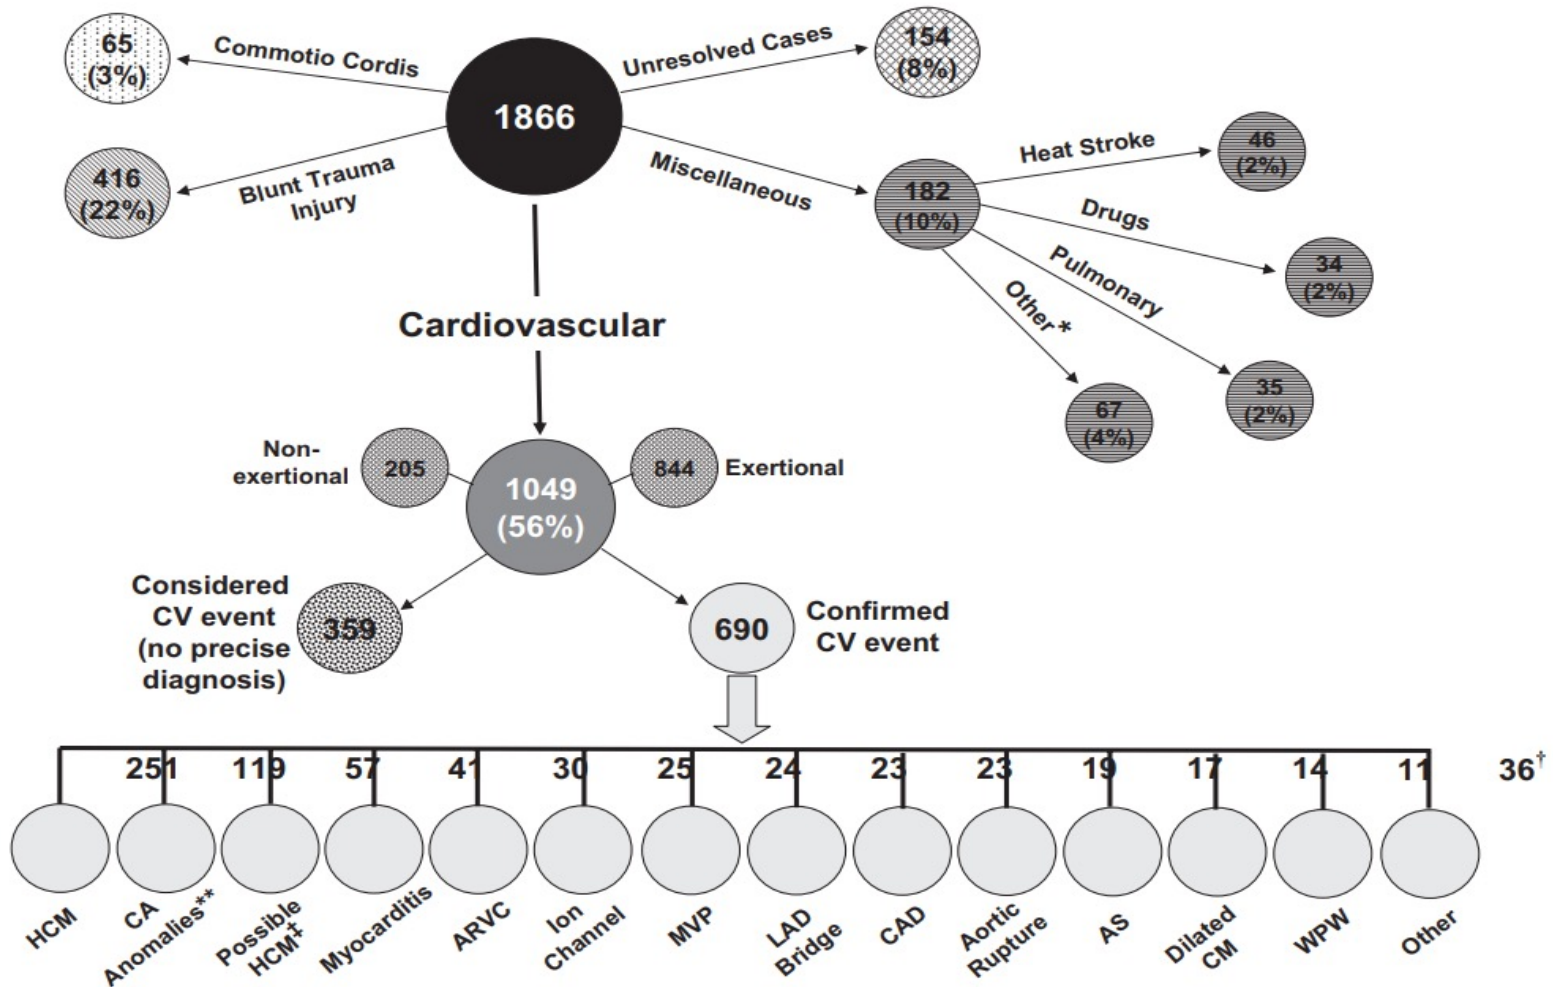 65
(3%)
Commotio Cordis
1866
Unresolved Cases
154
(8%)
416
(22%)
Blunt Trauma
Injury
Miscellaneous
182
(10%)
Heat Stroke
46
(2%)
Drugs
34
(2%)
Pulmonary
35
(2%)
Other*
67
(4%)
Cardiovascular
Non-
exertional
205
1049
(56%)
844
Exertional
Considered
CV event
(no precise
diagnosis)
359
690
Confirmed
CV event
251 119 57 41 30 25 24 23 23 19 17 14 11 36†
HCM
CA
Anomalies**
Possible
HCM‡
Myocarditis
ARVC
Ion
Channel
MVP
LAD
Bridge
CAD
Aortic
Rupture
AS
Dilated
CM
WPW
Other